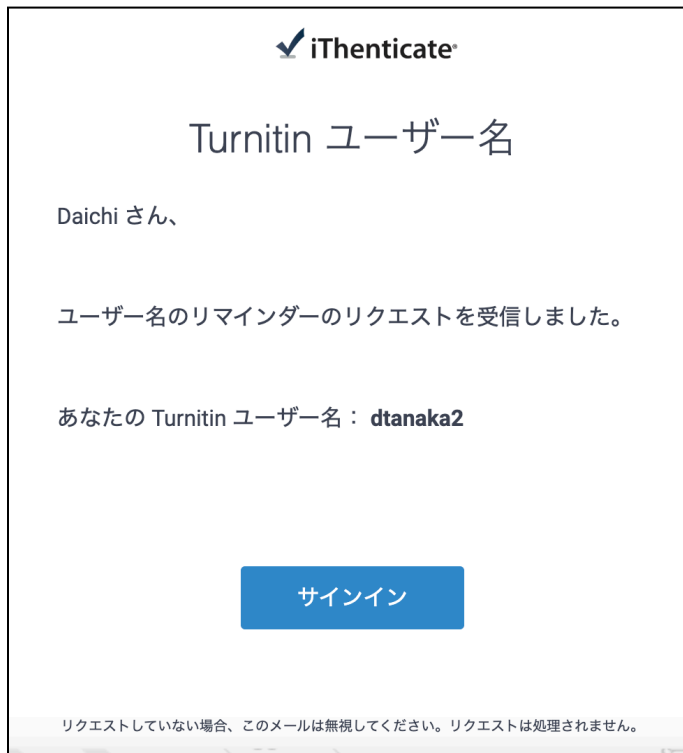 iThenticate®
Turnitin ユーザー名
Daichi さん、
ユーザー名のリマインダーのリクエストを受信しました。
あなたの Turnitin ユーザー名： dtanaka2
サインイン
リクエストしていない場合、このメールは無視してください。リクエストは処理されません。